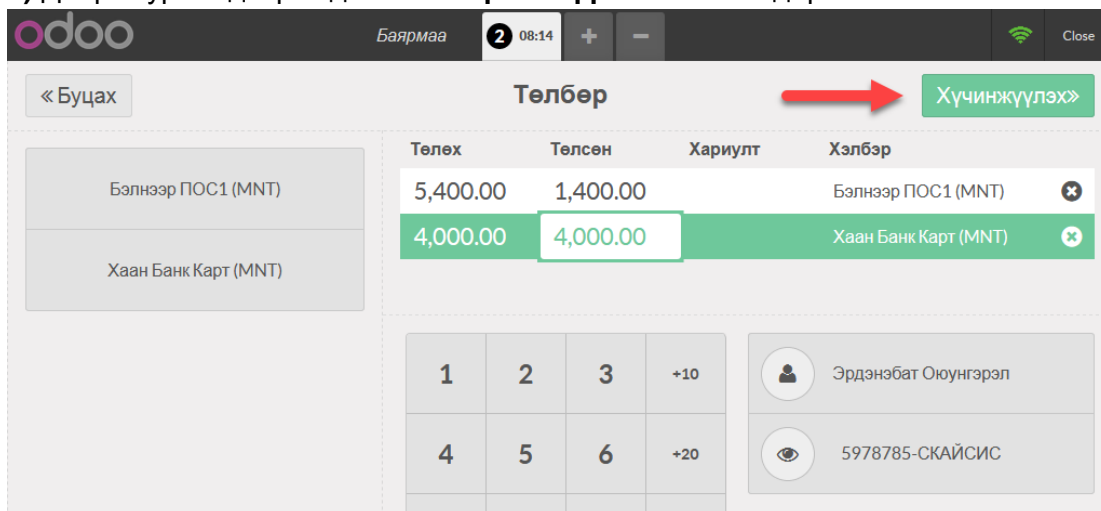 odoo Баярмаа 2 08:14 + − Close
« Буцах Төлбөр Хүчинжүүлэх»
Төлөх Төлсөн Хариулт Хэлбэр
5,400.00 1,400.00 Бэлнээр ПОС1 (MNT)
4,000.00 4,000.00 Хаан Банк Карт (MNT)
Бэлнээр ПОС1 (MNT)
Хаан Банк Карт (MNT)
1 2 3 +10
4 5 6 +20
Эрдэнэбат Оюунгэрэл
5978785-СКАЙСИС